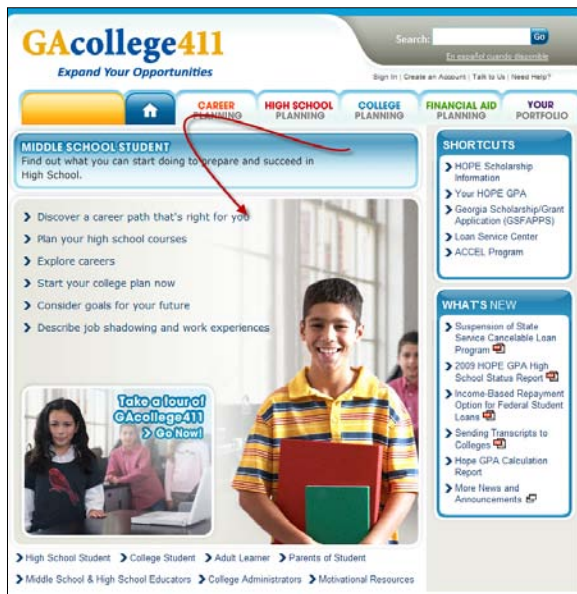 GAcollege411
Expand Your Opportunities
Search:
Go
En español cuando disponible
Sign In | Create an Account | Talk to Us | Need Help?
CAREER
PLANNING
HIGH SCHOOL
PLANNING
COLLEGE
PLANNING
FINANCIAL AID
PLANNING
YOUR
PORTFOLIO
MIDDLE SCHOOL STUDENT
Find out what you can start doing to prepare and succeed in
High School.
Discover a career path that's right for you
Plan your high school courses
Explore careers
Start your college plan now
Consider goals for your future
Describe job shadowing and work experiences
Take a tour of
GAcollege411
Go Now!
SHORTCUTS
HOPE Scholarship
Information
Your HOPE GPA
Georgia Scholarship/Grant
Application (GSFAPPS)
Loan Service Center
ACCEL Program
WHAT'S NEW
Suspension of State
Service Cancelable Loan
Program
2009 HOPE GPA High
School Status Report
Income-Based Repayment
Option for Federal Student
Loans
Sending Transcripts to
Colleges
Hope GPA Calculation
Report
More News and
Announcements
High School Student College Student Adult Learner Parents of Student
Middle School & High School Educators College Administrators Motivational Resources